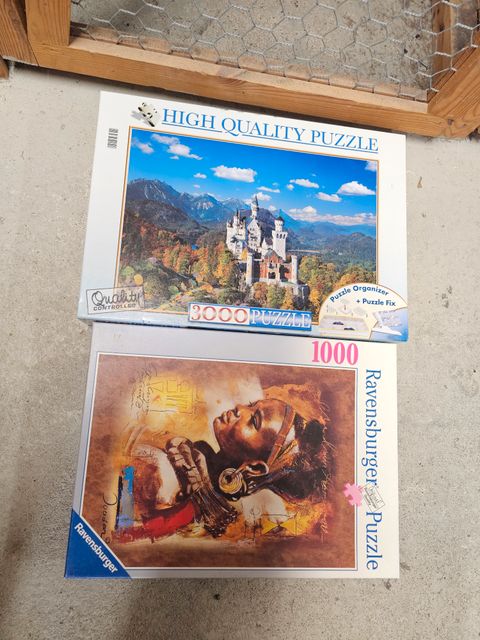 HIGH QUALITY PUZZLE
Quality
CONTROLLED
3000 PUZZLE
Puzzle Organizer
+ Puzzle Fix
1000
Ravensburger Puzzle
Ravensburger